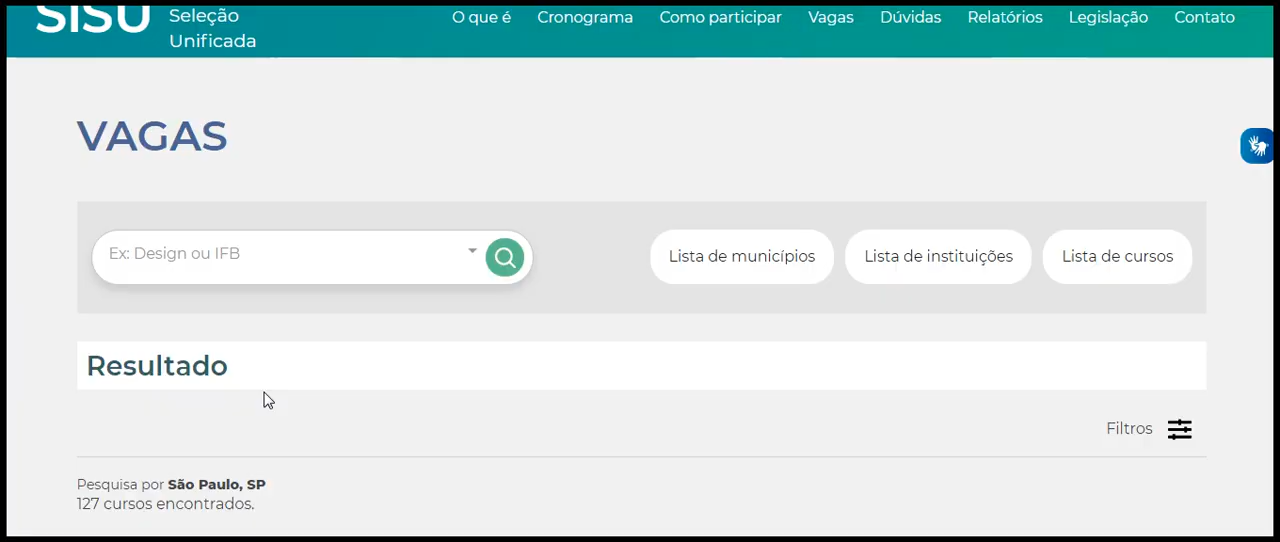 SISU
Seleção
Unificada
O que é Cronograma Como participar Vagas Dúvidas Relatórios Legislação Contato
VAGAS
Ex: Design ou IFB
Lista de municípios Lista de instituições Lista de cursos
Resultado
Filtros
Pesquisa por São Paulo, SP
127 cursos encontrados.